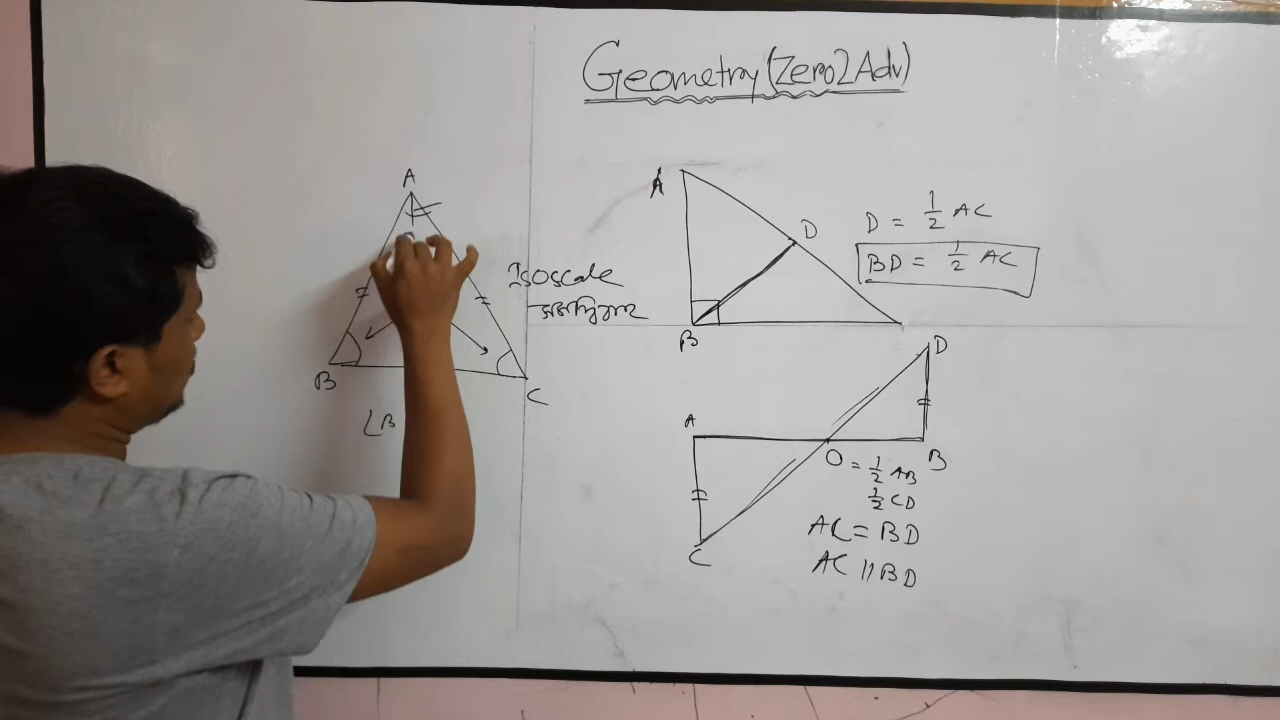 Geometry (Zero2Adv)
A
B
C
Isoscale
∠B
A
B
D
D = 1/2 AC
BD = 1/2 AC
D
A
O = 1/2 AB
B
1/2 CD
C
AC = BD
AC || BD